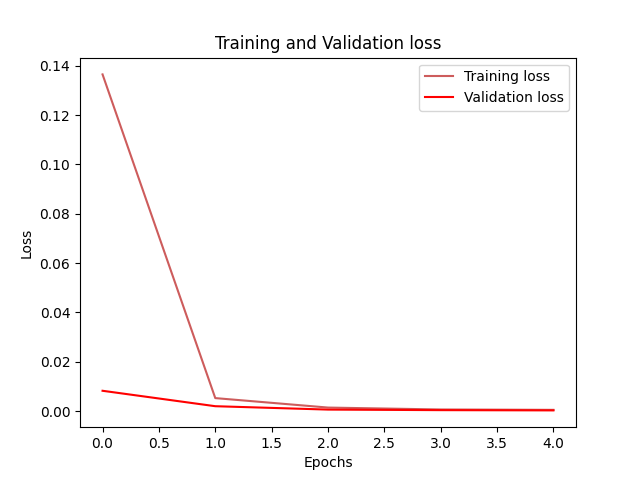 Training and Validation loss
Training loss
Validation loss
0.14
0.12
0.10
0.08
0.06
0.04
0.02
0.00
Loss
0.0 0.5 1.0 1.5 2.0 2.5 3.0 3.5 4.0
Epochs